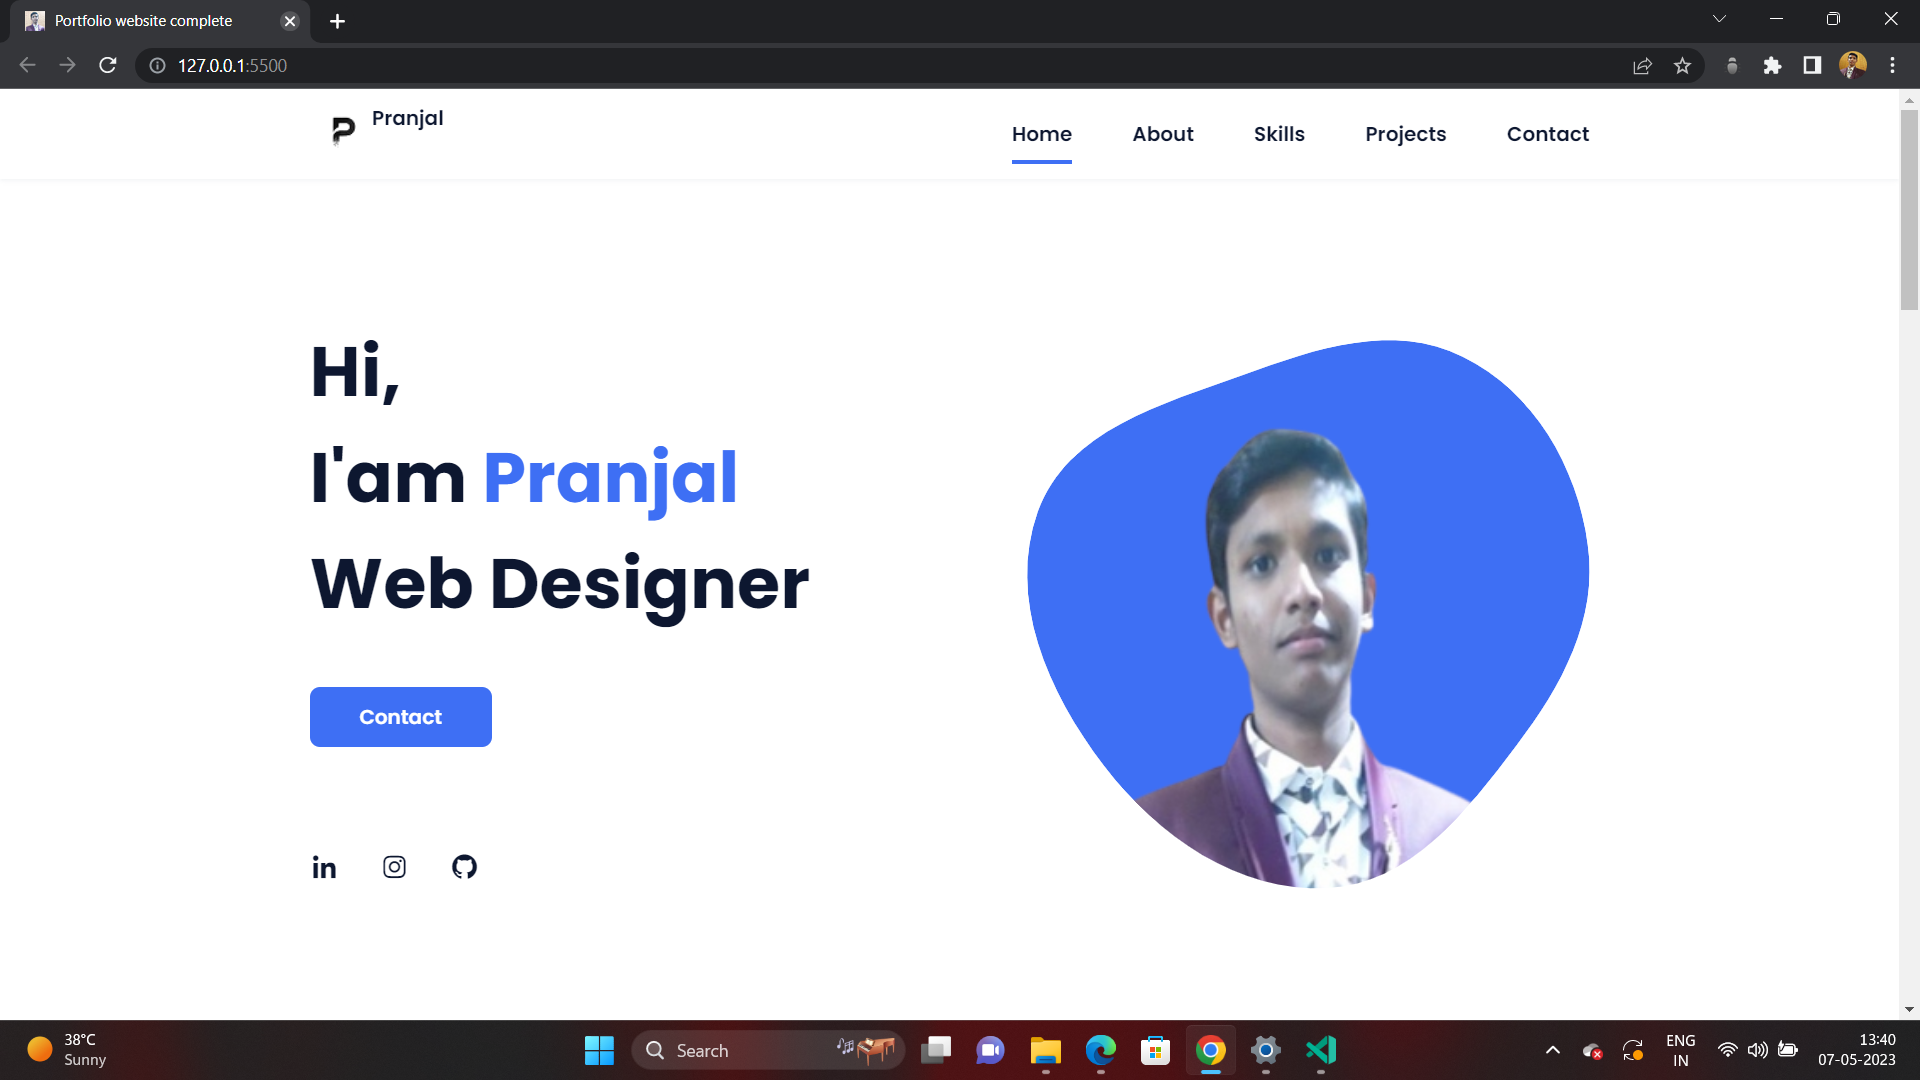 Portfolio website complete
127.0.0.1:5500
Pranjal
Home About Skills Projects Contact
Hi,
I'am Pranjal
Web Designer
Contact
in
38°C
Sunny
Search
ENG
IN
13:40
07-05-2023